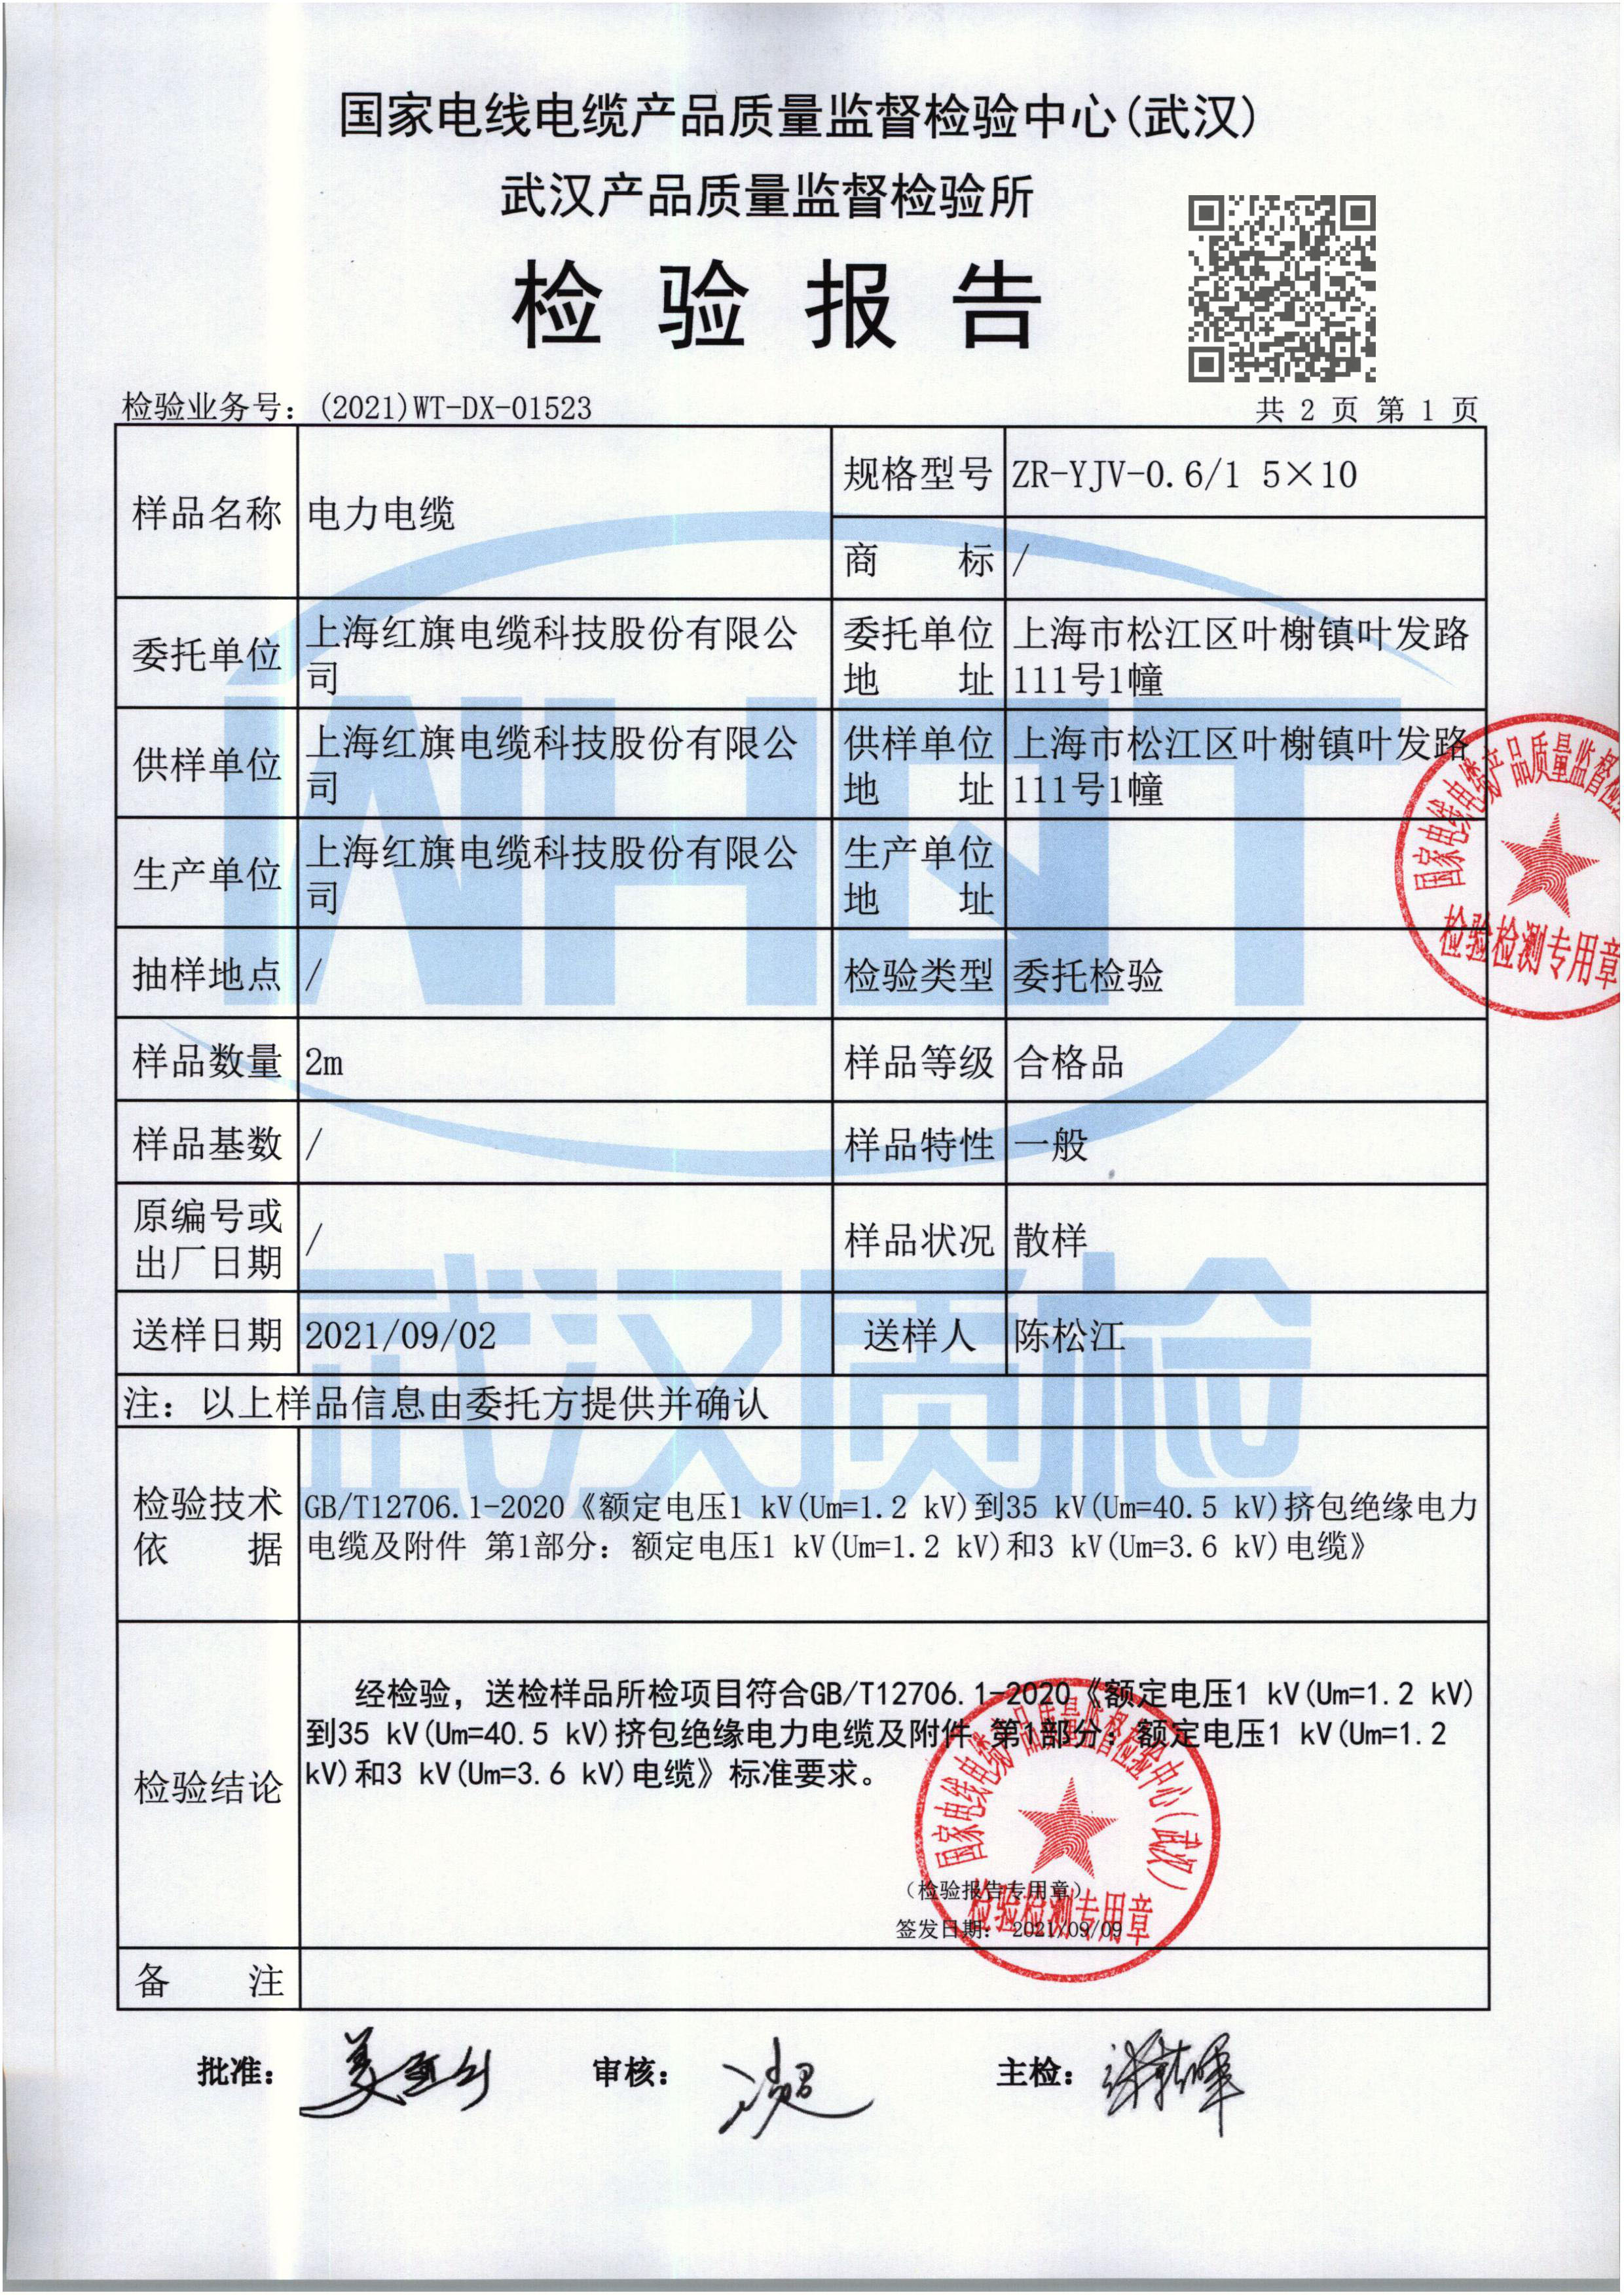 国家电线电缆产品质量监督检验中心(武汉)
武汉产品质量监督检验所
检验报告
检验业务号：(2021)WT-DX-01523
共 2 页 第 1 页
样品名称 电力电缆 规格型号 ZR-YJV-0.6/1 5×10
商标 /
委托单位 上海红旗电缆科技股份有限公 委托单位 上海市松江区叶榭镇叶发路
司 地址 111号1幢
供样单位 上海红旗电缆科技股份有限公 供样单位 上海市松江区叶榭镇叶发路
司 地址 111号1幢
生产单位 上海红旗电缆科技股份有限公 生产单位
司 地址
抽样地点 / 检验类型 委托检验
样品数量 2m 样品等级 合格品
样品基数 / 样品特性 一般
原编号或
出厂日期 / 样品状况 散样
送样日期 2021/09/02 送样人 陈松江
注：以上样品信息由委托方提供并确认
检验技术 GB/T12706.1-2020《额定电压1 kV(Um=1.2 kV)到35 kV(Um=40.5 kV)挤包绝缘电力
依据 电缆及附件 第1部分：额定电压1 kV(Um=1.2 kV)和3 kV(Um=3.6 kV)电缆》
经检验，送检样品所检项目符合GB/T12706.1-2020《额定电压1 kV(Um=1.2 kV)
到35 kV(Um=40.5 kV)挤包绝缘电力电缆及附件 第1部分：额定电压1 kV(Um=1.2
检验结论 kV)和3 kV(Um=3.6 kV)电缆》标准要求。
（检验报告专用章）
签发日期： 2021/09/09
备注
批准： 审核： 主检：
国家电线电缆产品质量监督检
检验检测专用章
国家电线电缆产品质量监督检验中心(武汉)
检验检测专用章
WHQT
武汉质检